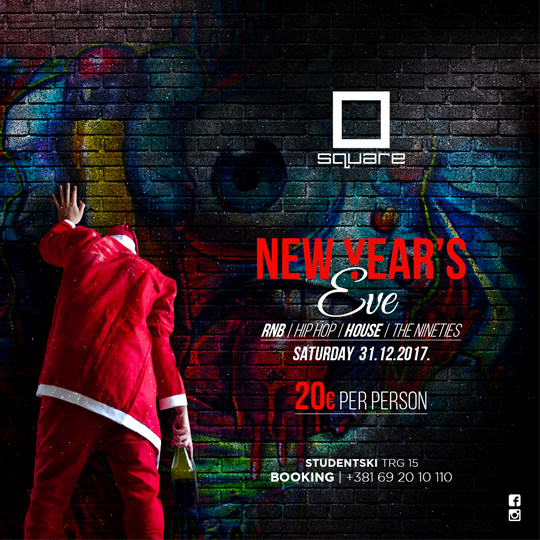 square
NEW YEAR'S
Eve
RNB | HIP HOP | HOUSE | THE NINETIES
SATURDAY 31.12.2017.
20€ PER PERSON
STUDENTSKI TRG 15
BOOKING | +381 69 20 10 110